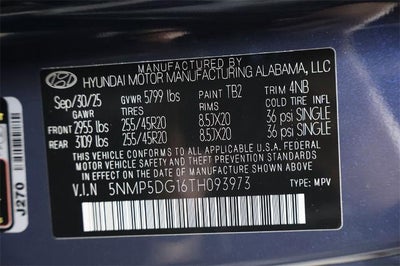 MANUFACTURED BY
HYUNDAI MOTOR MANUFACTURING ALABAMA, LLC
Sep/30/25 GVWR 5799 lbs PAINT TB2 TRIM 4NB
GAWR TIRES RIMS COLD TIRE INFL
FRONT 2955 lbs 255/45R20 8.5JX20 36 psi SINGLE
REAR 3109 lbs 255/45R20 8.5JX20 36 psi SINGLE
THIS VEHICLE CONFORMS TO ALL APPLICABLE U.S. FEDERAL
MOTOR VEHICLE SAFETY AND THEFT PREVENTION STANDARDS
IN EFFECT ON THE DATE OF MANUFACTURE SHOWN ABOVE.
V.I.N 5NMP5DG16TH093973 TYPE: MPV
J270